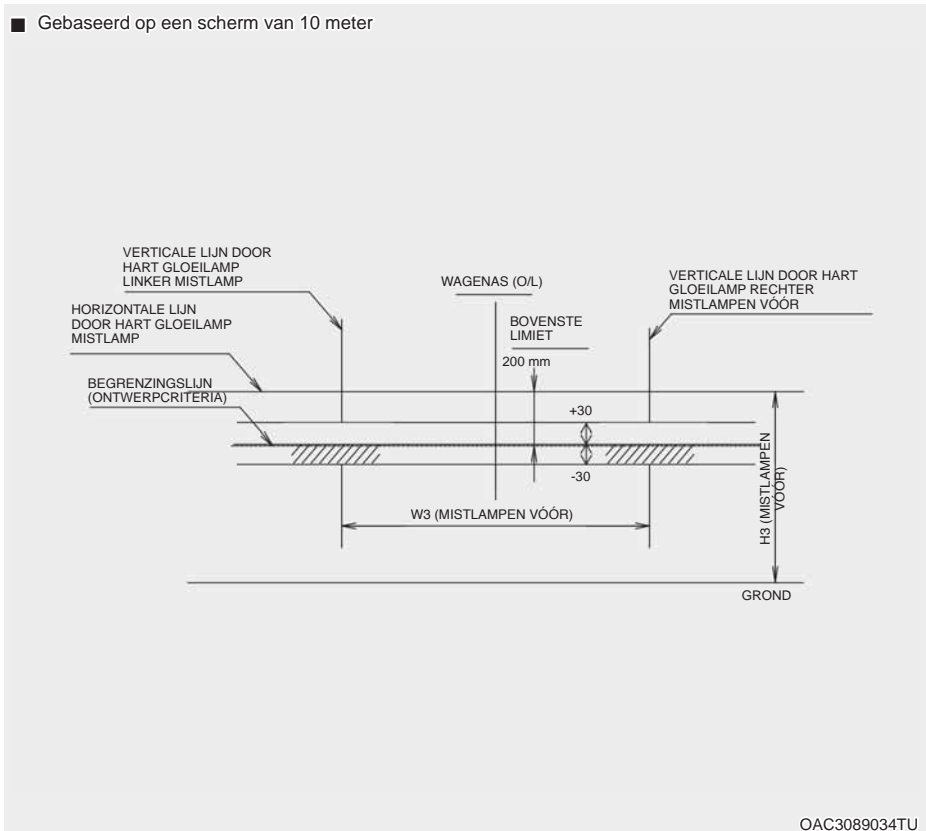 ■ Gebaseerd op een scherm van 10 meter
VERTICALE LIJN DOOR
HART GLOEILAMP
LINKER MISTLAMP
WAGENAS (O/L)
VERTICALE LIJN DOOR HART
GLOEILAMP RECHTER
MISTLAMPEN VÓÓR
HORIZONTALE LIJN
DOOR HART GLOEILAMP
MISTLAMP
BOVENSTE
LIMIET
200 mm
BEGRENZINGSLIJN
(ONTWERPCRITERIA)
+30
-30
W3 (MISTLAMPEN VÓÓR)
H3 (MISTLAMPEN
VÓÓR)
GROND
OAC3089034TU